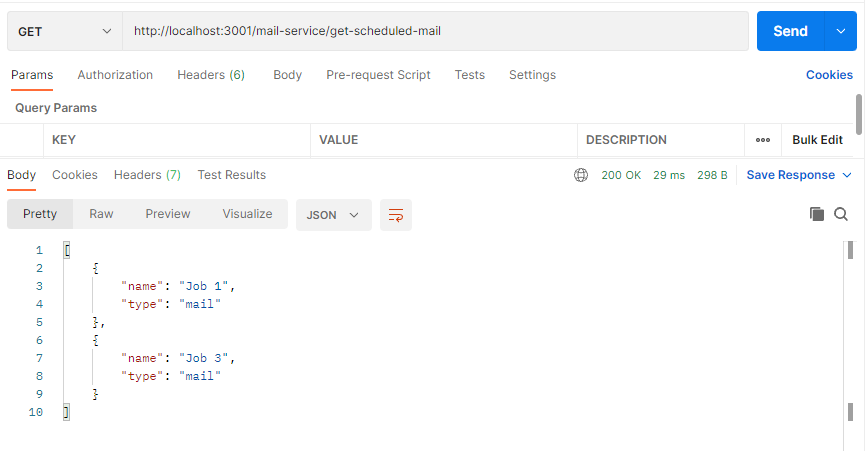 GET http://localhost:3001/mail-service/get-scheduled-mail Send
Params Authorization Headers (6) Body Pre-request Script Tests Settings Cookies
Query Params
KEY VALUE DESCRIPTION ••• Bulk Edit
Body Cookies Headers (7) Test Results 200 OK 29 ms 298 B Save Response
Pretty Raw Preview Visualize JSON
1 [
2 {
3 "name": "Job 1",
4 "type": "mail"
5 },
6 {
7 "name": "Job 3",
8 "type": "mail"
9 }
10 ]